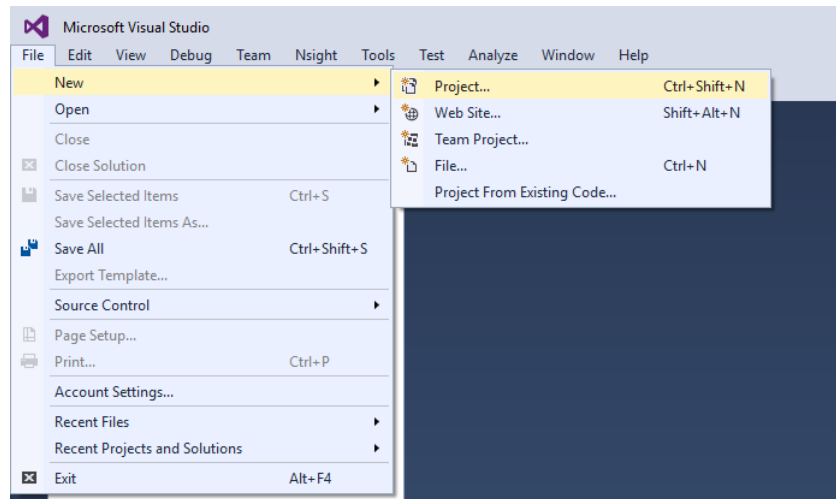 Microsoft Visual Studio
File Edit View Debug Team Nsight Tools Test Analyze Window Help
New
Open
Close
Close Solution
Save Selected Items Ctrl+S
Save Selected Items As...
Save All Ctrl+Shift+S
Export Template...
Source Control
Page Setup...
Print... Ctrl+P
Account Settings...
Recent Files
Recent Projects and Solutions
Exit Alt+F4
Project... Ctrl+Shift+N
Web Site... Shift+Alt+N
Team Project...
File... Ctrl+N
Project From Existing Code...